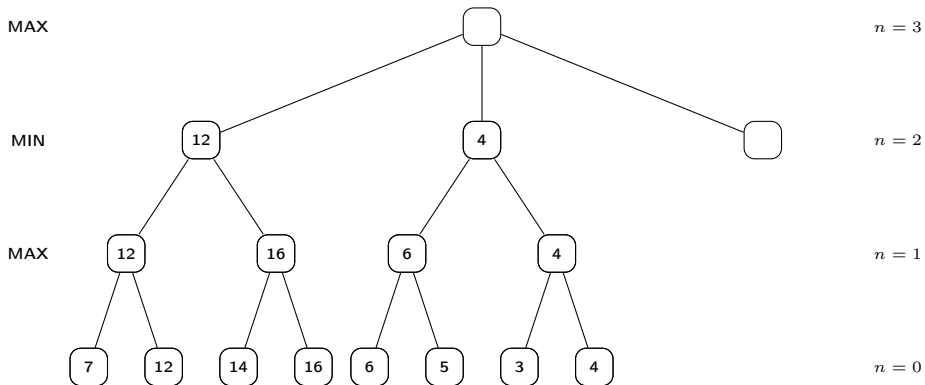 MAX n = 3
MIN 12 4 n = 2
MAX 12 16 6 4 n = 1
7 12 14 16 6 5 3 4 n = 0